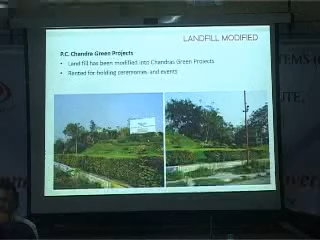 LANDFILL MODIFIED
P.C. Chandra Green Projects
• Land fill has been modified into Chandras Green Projects
• Rented for holding ceremonies and events